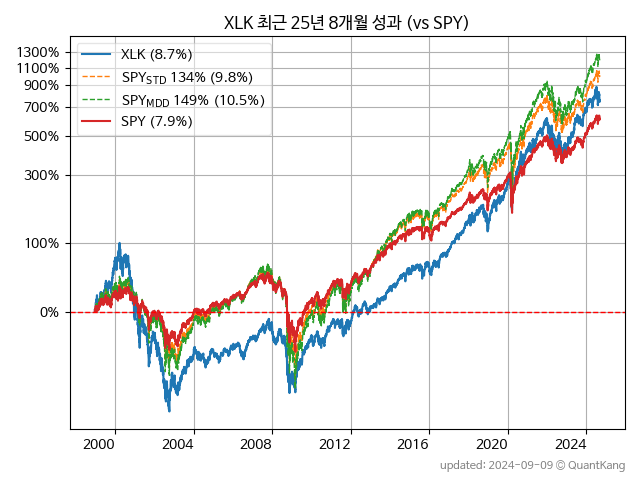 XLK 최근 25년 8개월 성과 (vs SPY)
1300%
1100%
900%
700%
500%
300%
100%
0%
XLK (8.7%)
SPY_STD 134% (9.8%)
SPY_MDD 149% (10.5%)
SPY (7.9%)
2000 2004 2008 2012 2016 2020 2024
updated: 2024-09-09 © QuantKang